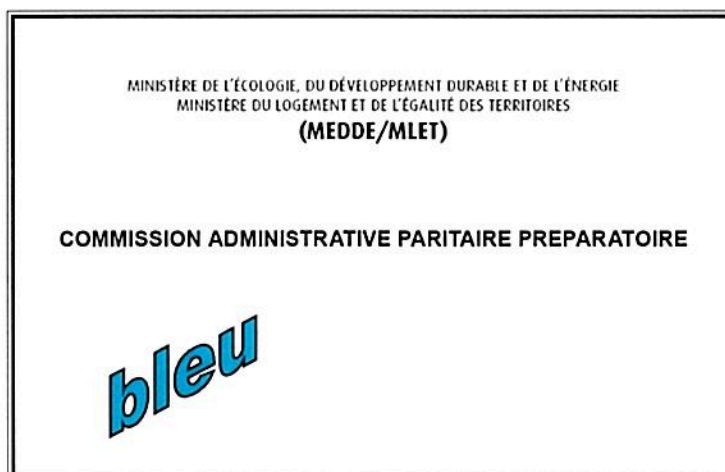 MINISTÈRE DE L'ÉCOLOGIE, DU DÉVELOPPEMENT DURABLE ET DE L'ÉNERGIE
MINISTÈRE DU LOGEMENT ET DE L'ÉGALITÉ DES TERRITOIRES
(MEDDE/MLET)
COMMISSION ADMINISTRATIVE PARITAIRE PREPARATOIRE
bleu